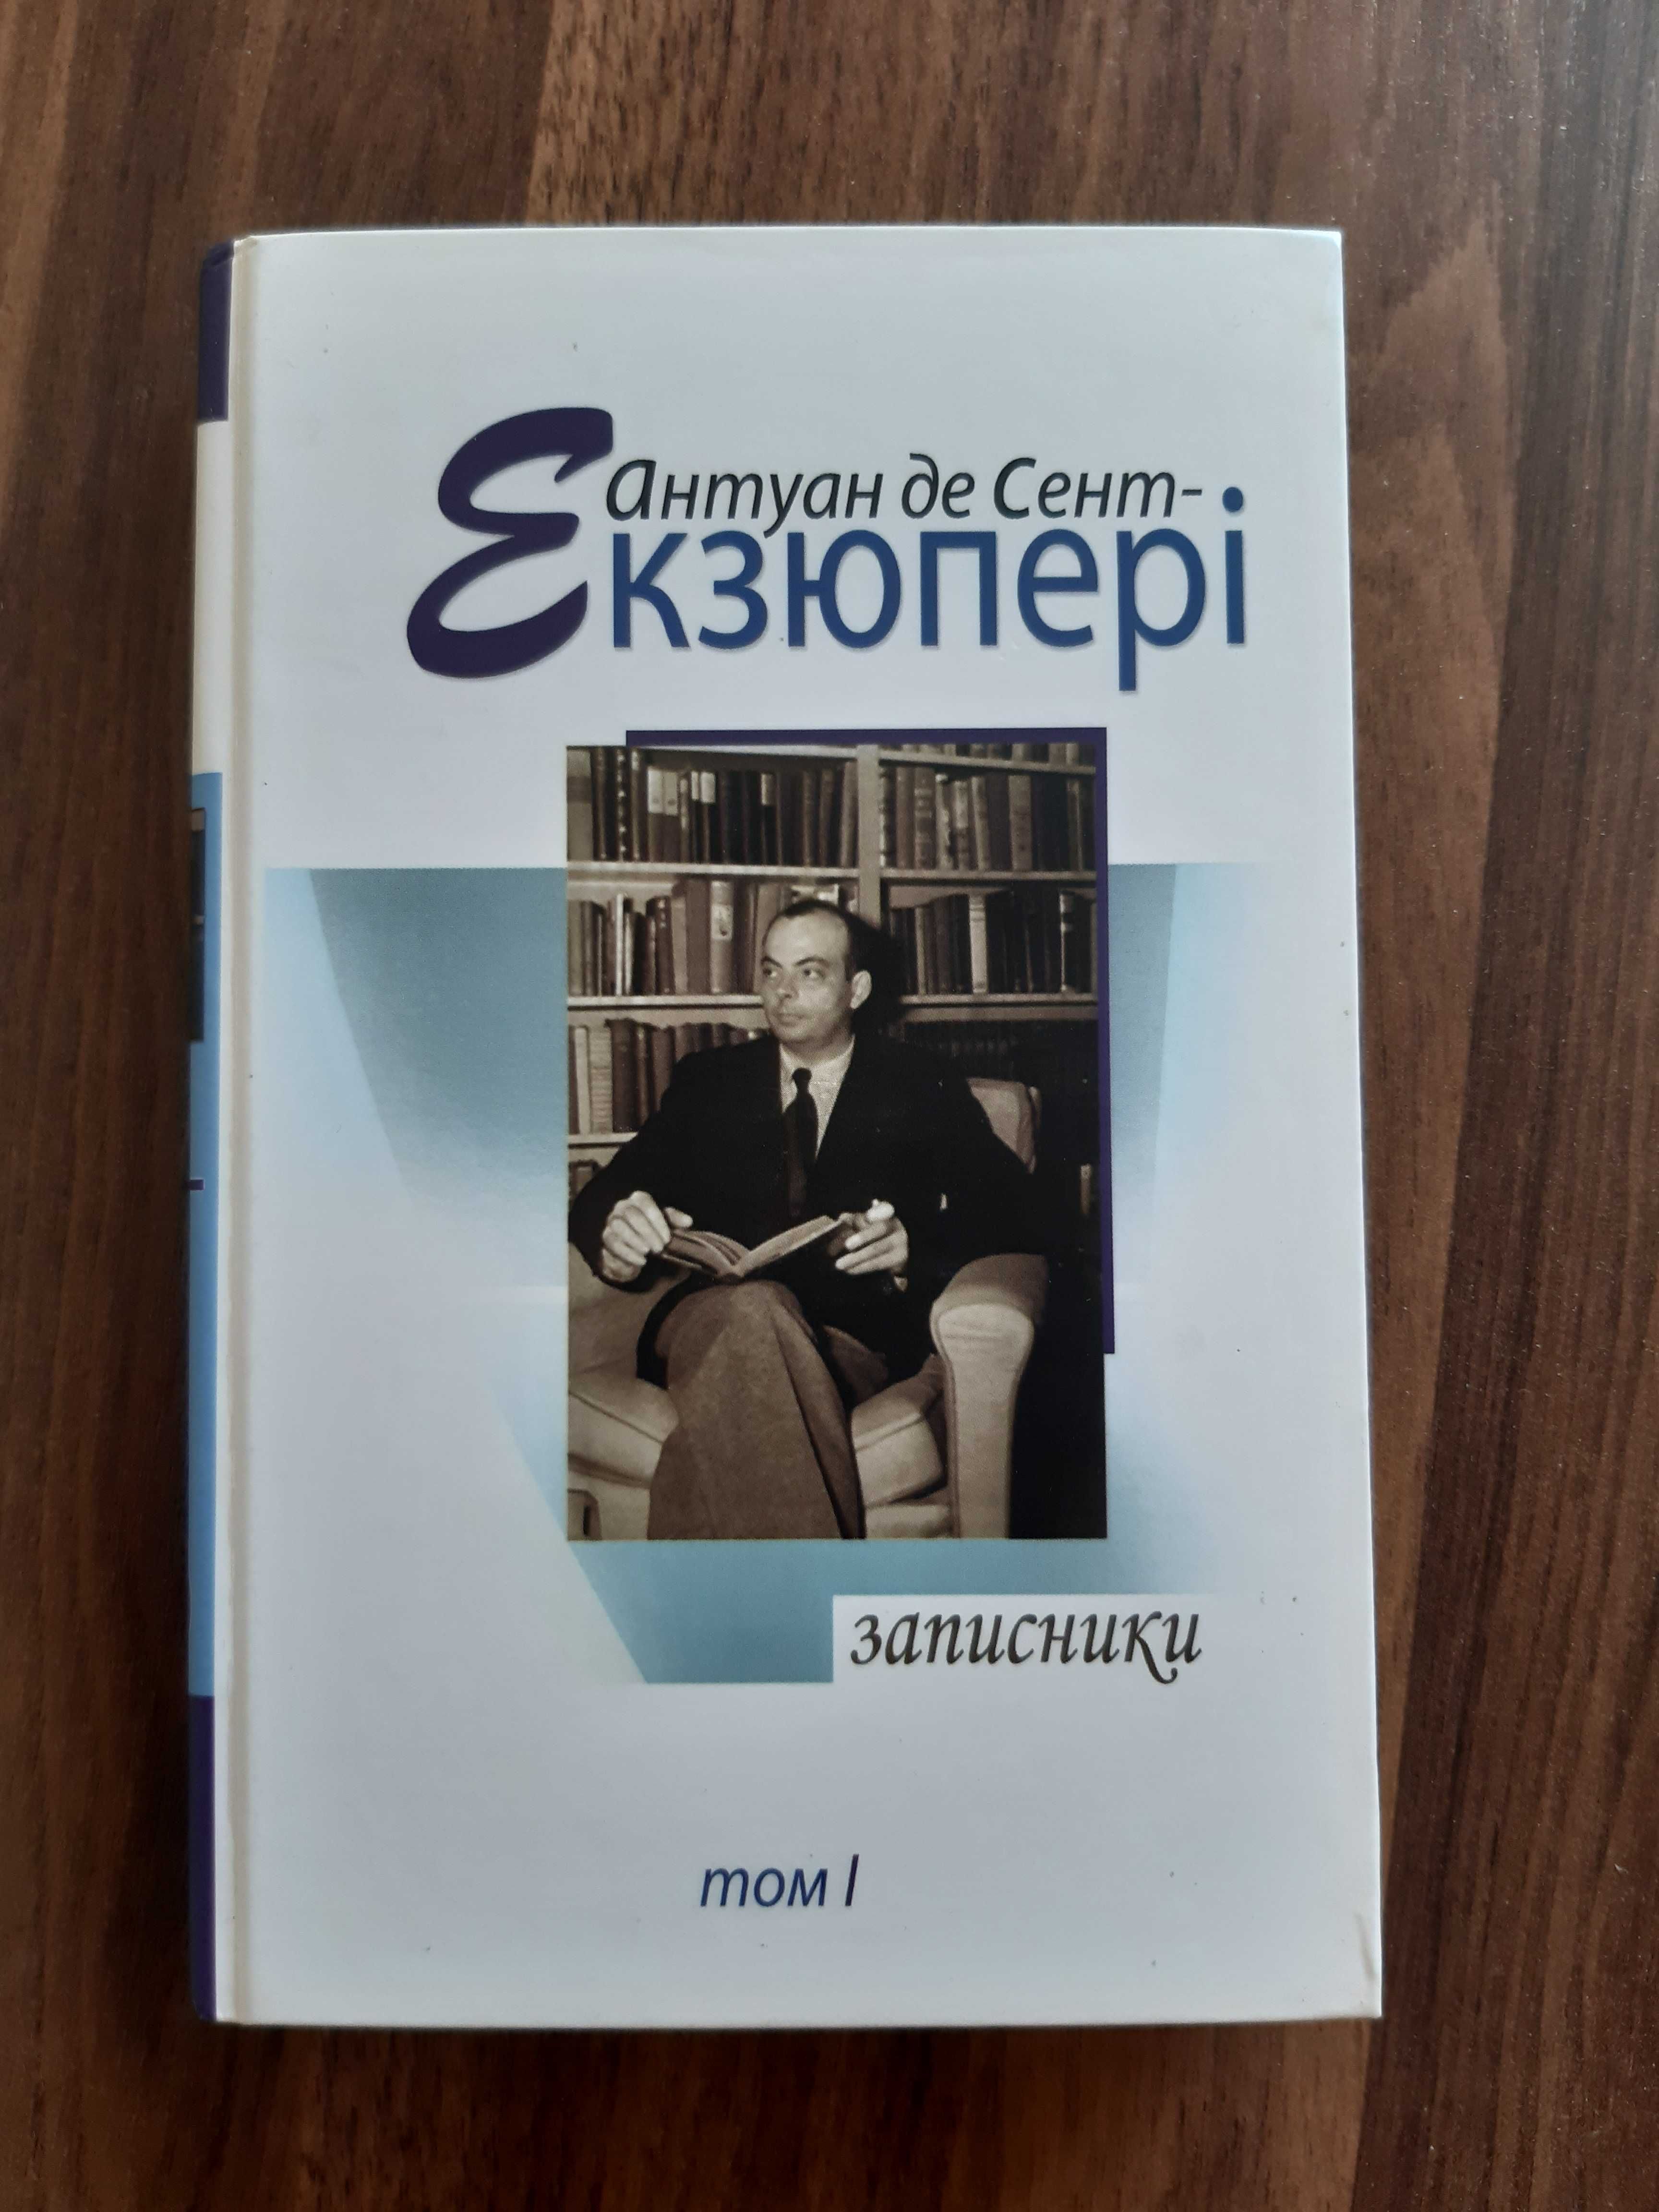 Антуан де Сент-
Екзюпері
записники
том I